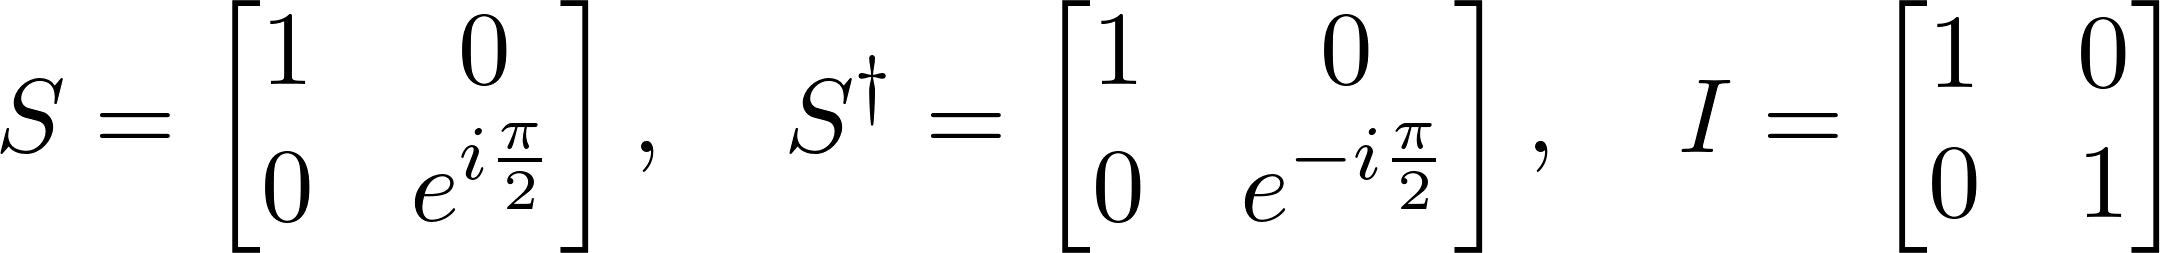 S = \begin{bmatrix} 1 & 0 \\ 0 & e^{i\frac{\pi}{2}} \end{bmatrix}, \quad S^\dagger = \begin{bmatrix} 1 & 0 \\ 0 & e^{-i\frac{\pi}{2}} \end{bmatrix}, \quad I = \begin{bmatrix} 1 & 0 \\ 0 & 1 \end{bmatrix}